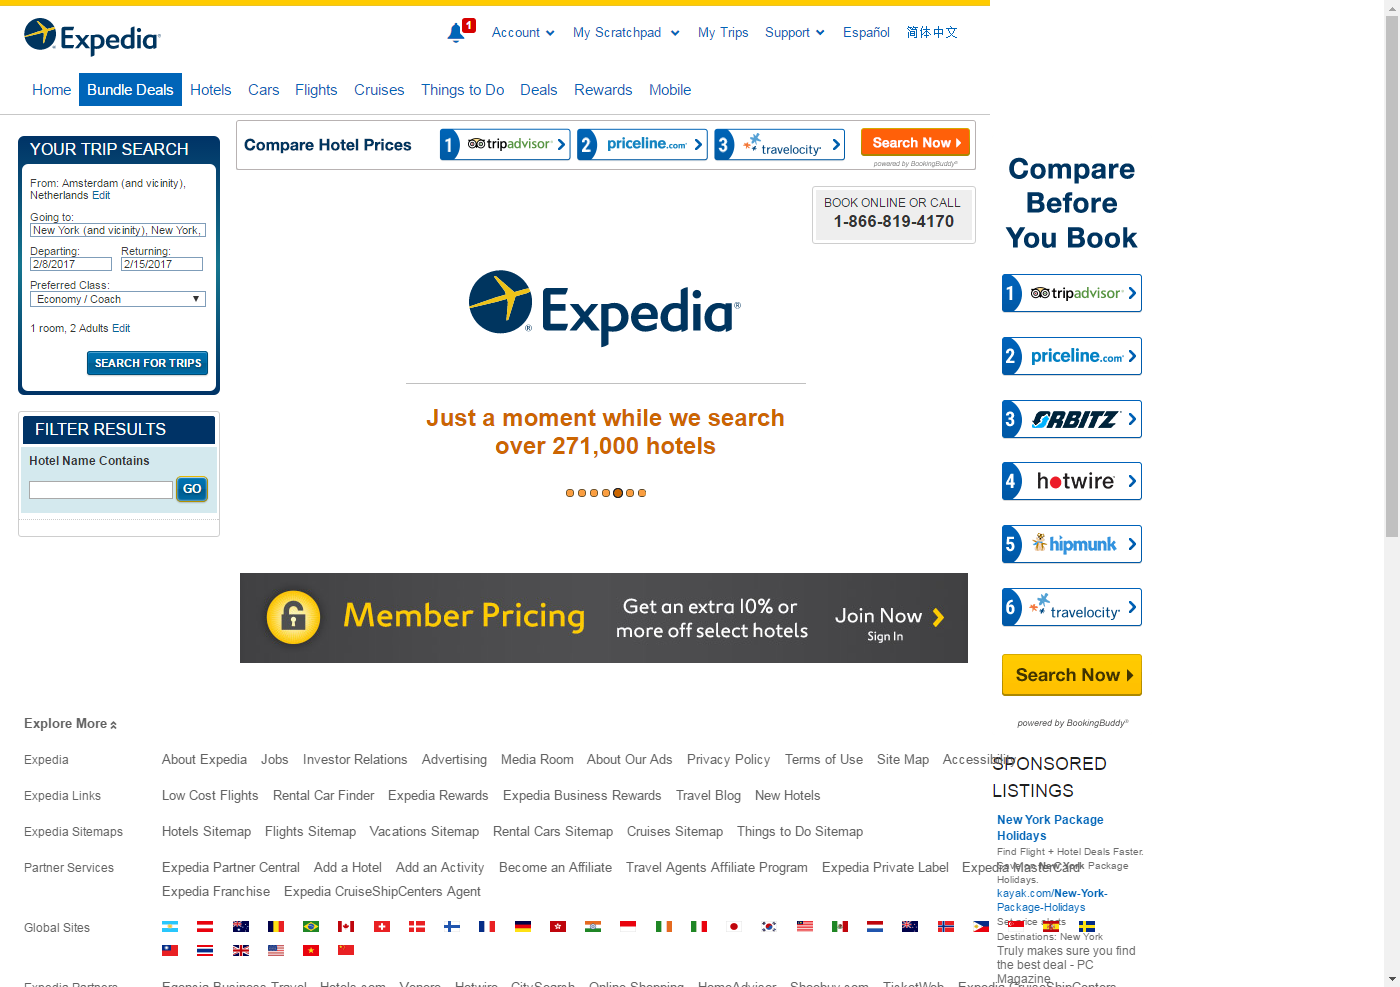 Expedia
1
Account
My Scratchpad
My Trips
Support
Español
简体中文
Home
Bundle Deals
Hotels
Cars
Flights
Cruises
Things to Do
Deals
Rewards
Mobile
YOUR TRIP SEARCH
From: Amsterdam (and vicinity),
Netherlands Edit
Going to:
New York (and vicinity), New York,
Departing: Returning:
2/8/2017 2/15/2017
Preferred Class:
Economy / Coach
1 room, 2 Adults Edit
SEARCH FOR TRIPS
FILTER RESULTS
Hotel Name Contains
GO
Compare Hotel Prices
1 tripadvisor
2 priceline.com
3 travelocity
Search Now
powered by BookingBuddy®
BOOK ONLINE OR CALL
1-866-819-4170
Expedia®
Just a moment while we search
over 271,000 hotels
Member Pricing
Get an extra 10% or
more off select hotels
Join Now
Sign In
Compare
Before
You Book
1 tripadvisor
2 priceline.com
3 ORBITZ
4 hotwire
5 hipmunk
6 travelocity
Search Now
powered by BookingBuddy®
Explore More
Expedia About Expedia Jobs Investor Relations Advertising Media Room About Our Ads Privacy Policy Terms of Use Site Map Accessibility
Expedia Links Low Cost Flights Rental Car Finder Expedia Rewards Expedia Business Rewards Travel Blog New Hotels
Expedia Sitemaps Hotels Sitemap Flights Sitemap Vacations Sitemap Rental Cars Sitemap Cruises Sitemap Things to Do Sitemap
Partner Services Expedia Partner Central Add a Hotel Add an Activity Become an Affiliate Travel Agents Affiliate Program Expedia Private Label Expedia MasterCard
Expedia Franchise Expedia CruiseShipCenters Agent
Global Sites
Expedia Partners Egencia Business Travel Hotels.com Venere Hotwire CitySearch Online Shopping HomeAdvisor Shoebuy.com TicketWeb Expedia CruiseShipCenters
SPONSORED
LISTINGS
New York Package
Holidays
Find Flight + Hotel Deals Faster.
New York Package
Holidays.
kayak.com/New-York-
Package-Holidays
Set price alerts
Destinations: New York
Truly makes sure you find
the best deal - PC
Magazine